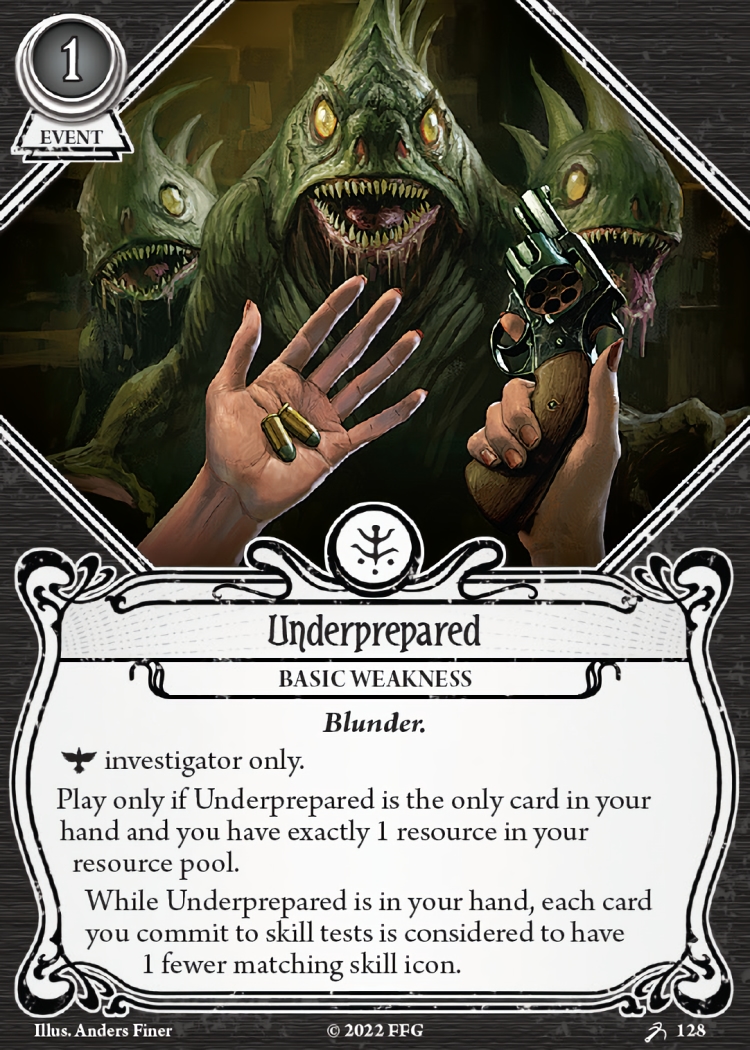 1
EVENT
Underprepared
BASIC WEAKNESS
Blunder.
investigator only.
Play only if Underprepared is the only card in your
hand and you have exactly 1 resource in your
resource pool.
While Underprepared is in your hand, each card
you commit to skill tests is considered to have
1 fewer matching skill icon.
Illus. Anders Finer
© 2022 FFG
128